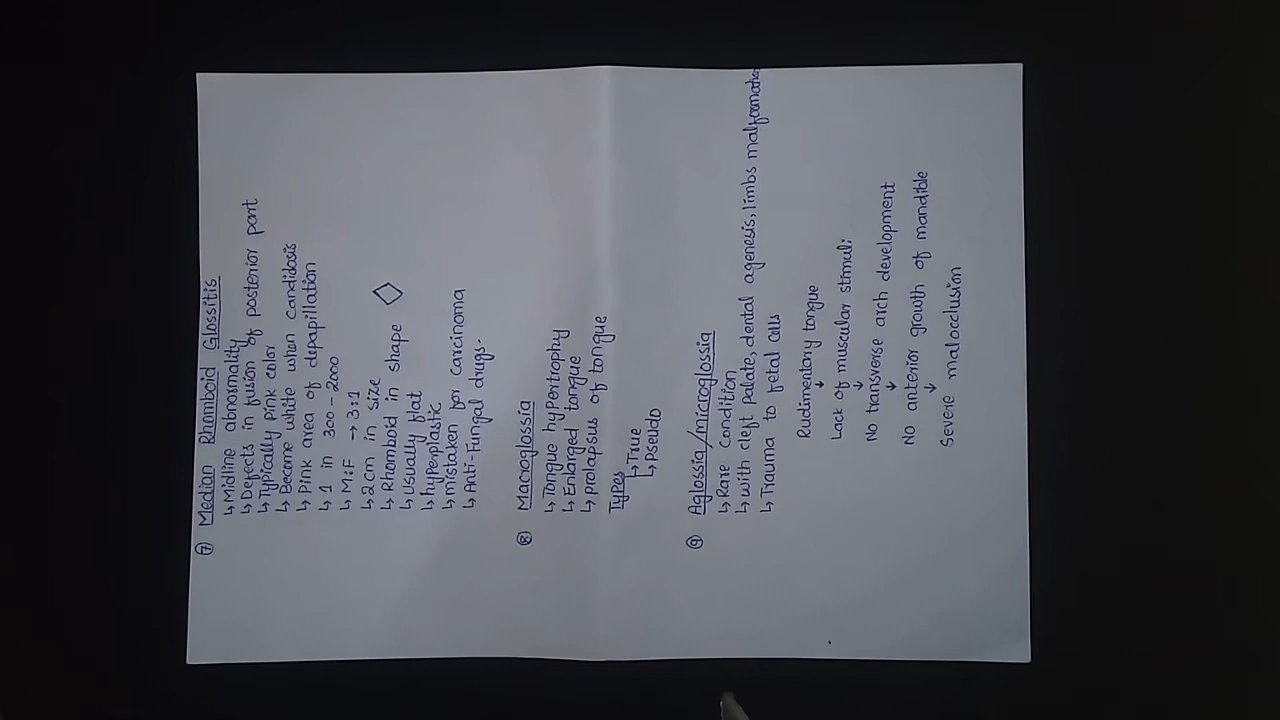 ⑦ Median Rhomboid Glossitis
↳ Midline abnormality
↳ Defects in fusion of posterior part
↳ Typically pink color
↳ Become white when candidosis
↳ Pink area of depapillation
↳ 1 in 300 - 2000
↳ M:F → 3:1
↳ 2cm in size
↳ Rhomboid in shape ◇
↳ usually flat
↳ hyperplastic
↳ mistaken for carcinoma
↳ Anti-Fungal drugs.
⑧ Macroglossia
↳ Tongue hypertrophy
↳ Enlarged tongue
↳ prolapsus of tongue
Types
↳ True
↳ Pseudo
⑨ Aglossia/microglossia
↳ Rare Condition
↳ with cleft palate, dental agenesis, limbs malformation
↳ Trauma to fetal cells
Rudimentory tongue
↓
Lack of muscular stimuli
↓
No transverse arch development
↓
No anterior growth of mandible
↓
Severe malocclusion